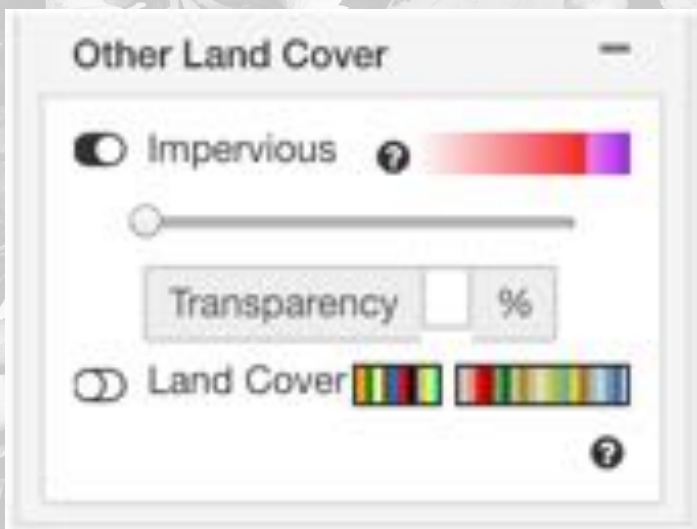 Other Land Cover
Impervious ?
Transparency %
Land Cover
?